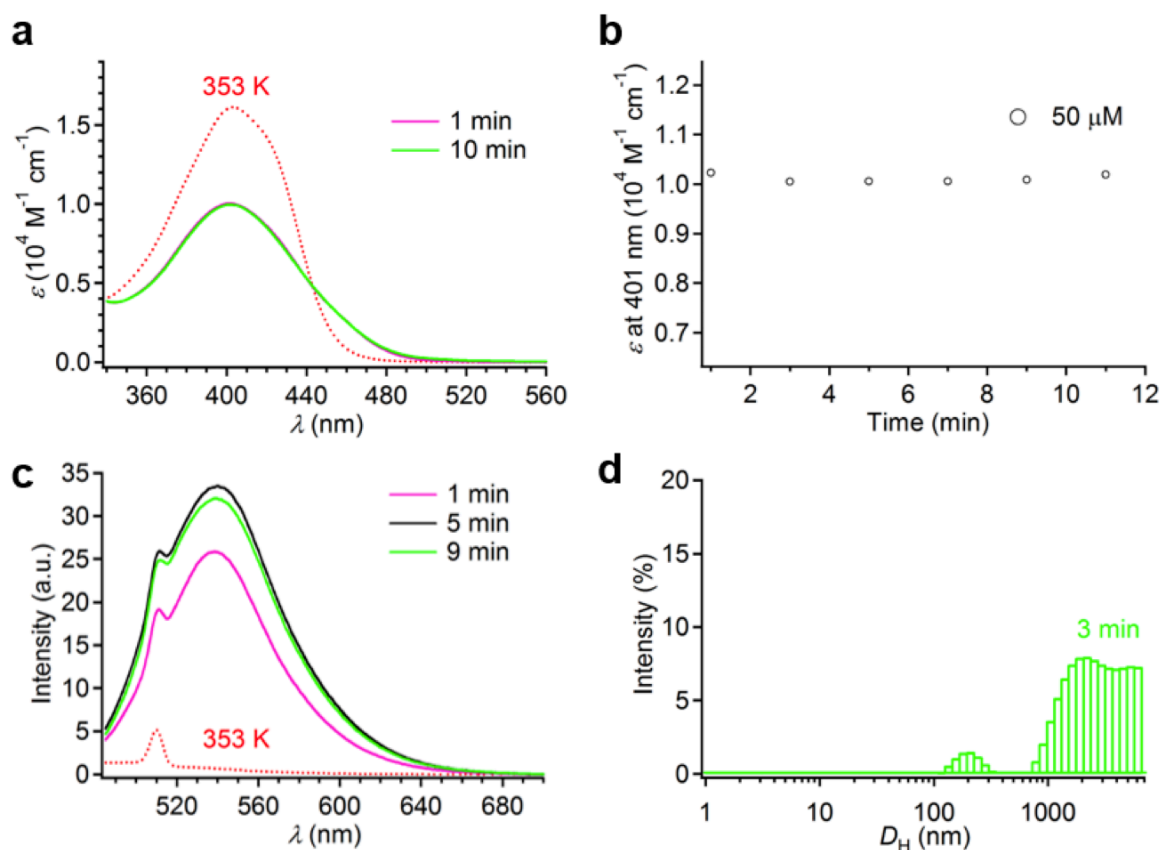 a
353 K
1 min
10 min
ε (10⁴ M⁻¹ cm⁻¹)
1.5
1.0
0.5
0.0
360 400 440 480 520 560
λ (nm)
b
50 μM
ε at 401 nm (10⁴ M⁻¹ cm⁻¹)
1.2
1.1
1.0
0.9
0.8
0.7
2 4 6 8 10 12
Time (min)
c
1 min
5 min
9 min
353 K
Intensity (a.u.)
35
30
25
20
15
10
5
0
520 560 600 640 680
λ (nm)
d
3 min
Intensity (%)
20
15
10
5
0
1 10 100 1000
D_H (nm)